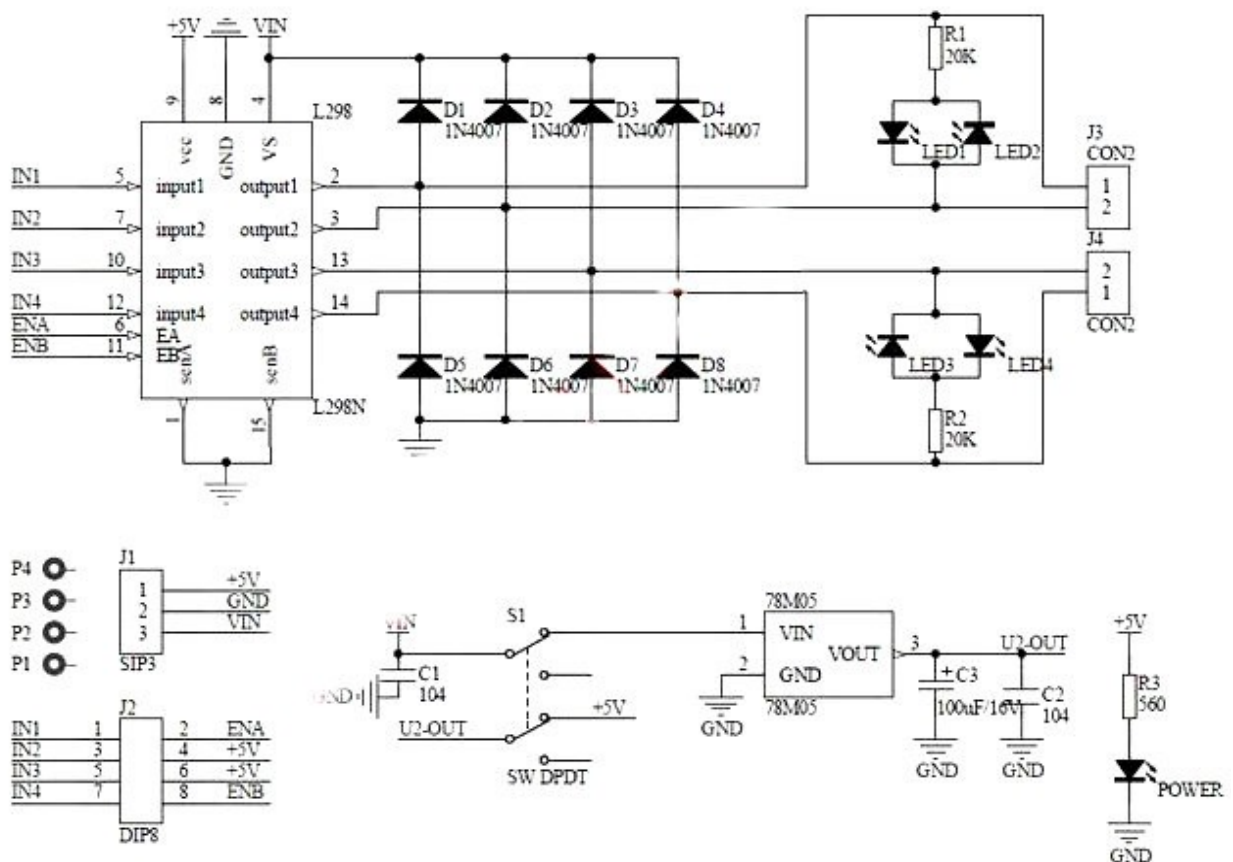 +5V
VIN
9
8
4
L298
vcc
GND
VS
IN1 5 input1 output1 2
IN2 7 input2 output2 3
IN3 10 input3 output3 13
IN4 12 input4 output4 14
ENA 6 EA
ENB 11 EB
senA
senB
L298N
1
15
D1
1N4007
D2
1N4007
D3
1N4007
D4
1N4007
D5
1N4007
D6
1N4007
D7
1N4007
D8
1N4007
R1
20K
LED1
LED2
J3
CON2
1
2
J4
2
1
CON2
LED3
LED4
R2
20K
P4
P3
P2
P1
J1
1 +5V
2 GND
3 VIN
SIP3
J2
IN1 1 2 ENA
IN2 3 4 +5V
IN3 5 6 +5V
IN4 7 8 ENB
DIP8
VIN
GND
C1
104
U2-OUT
S1
+5V
SW DPDT
78M05
1 VIN
VOUT 3
2 GND
78M05
GND
U2-OUT
C3
100uF/16V
C2
104
GND
GND
+5V
R3
560
POWER
GND